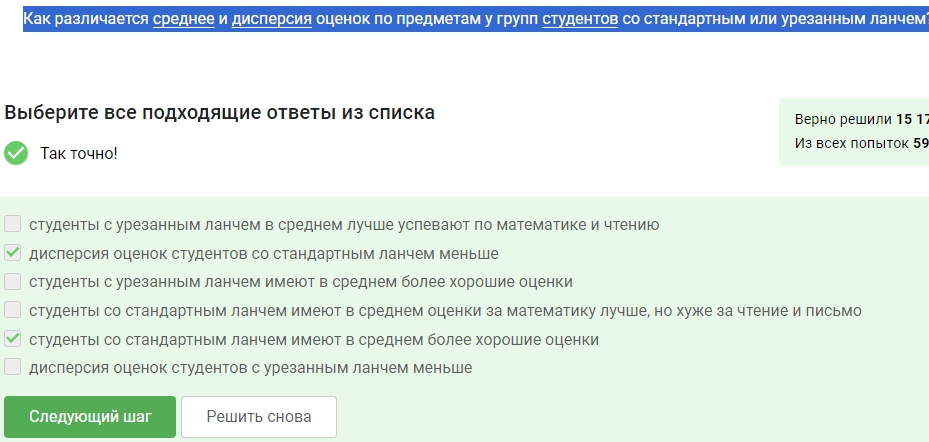 Как различается среднее и дисперсия оценок по предметам у групп студентов со стандартным или урезанным ланчем?
Выберите все подходящие ответы из списка
Верно решили 15 17
Так точно!
Из всех попыток 59
студенты с урезанным ланчем в среднем лучше успевают по математике и чтению
дисперсия оценок студентов со стандартным ланчем меньше
студенты с урезанным ланчем имеют в среднем более хорошие оценки
студенты со стандартным ланчем имеют в среднем оценки за математику лучше, но хуже за чтение и письмо
студенты со стандартным ланчем имеют в среднем более хорошие оценки
дисперсия оценок студентов с урезанным ланчем меньше
Следующий шаг
Решить снова